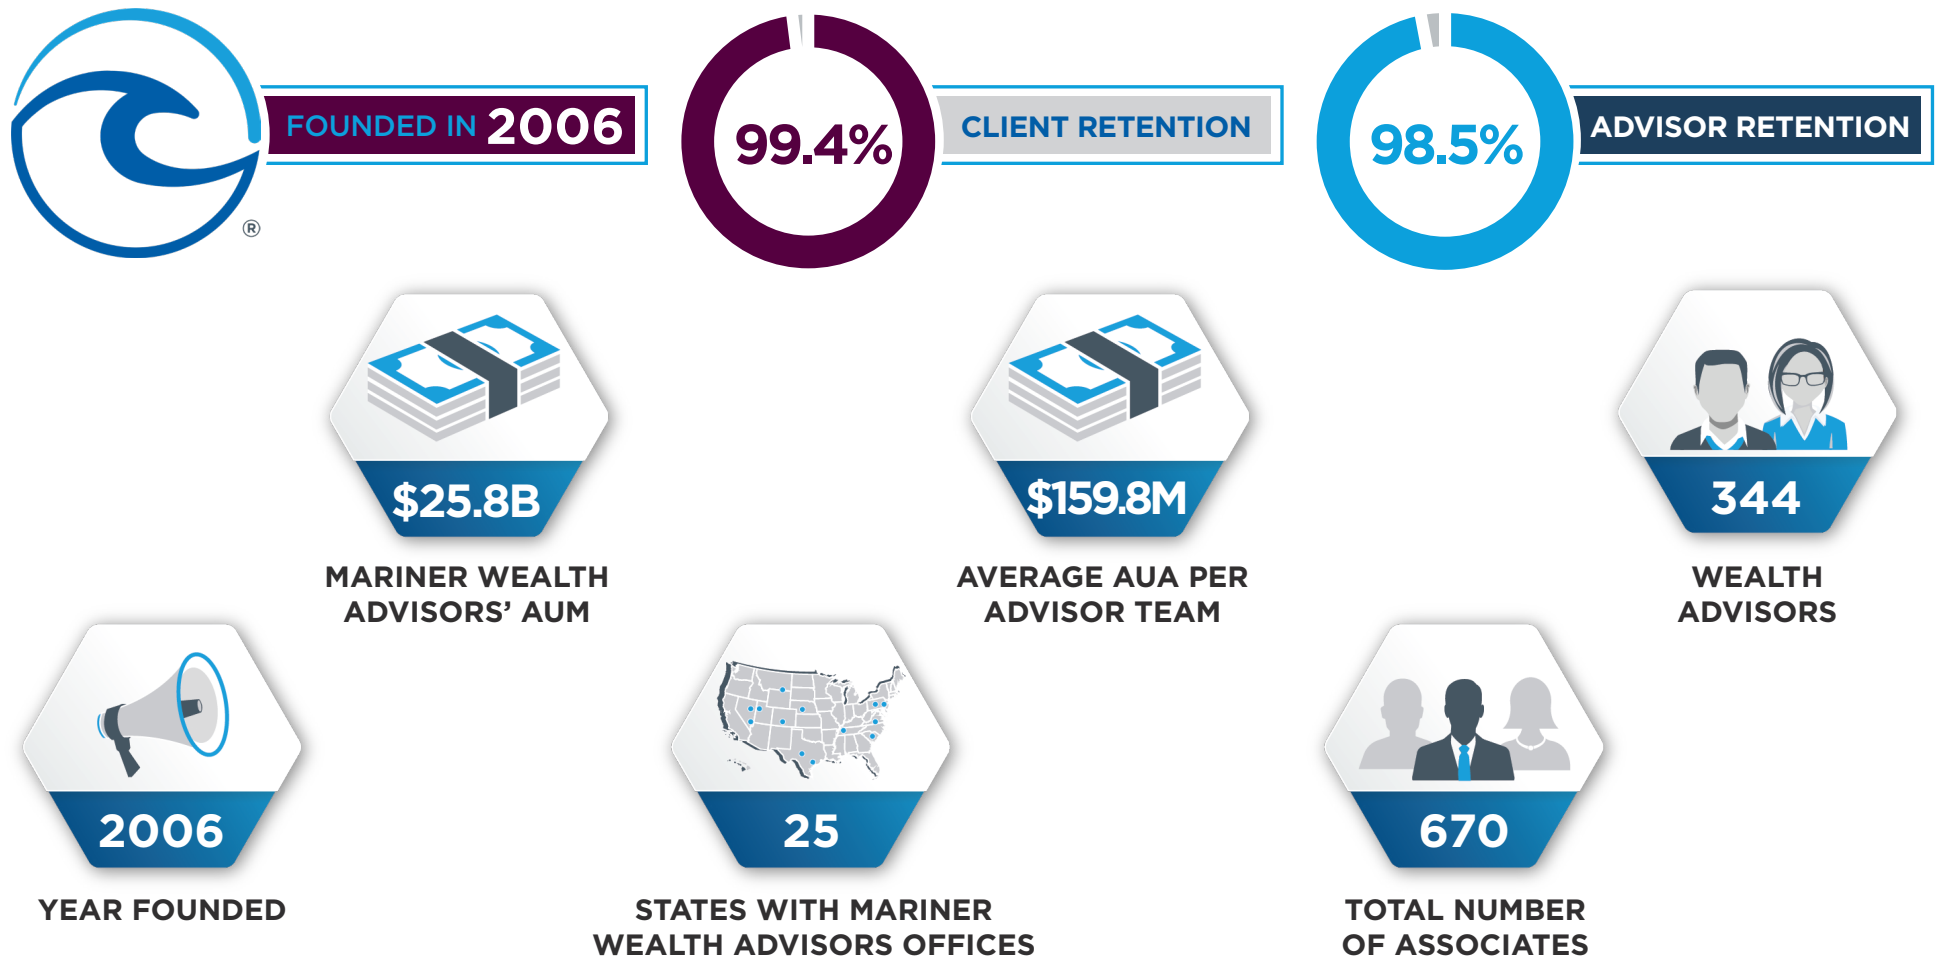 FOUNDED IN 2006
99.4%
CLIENT RETENTION
98.5%
ADVISOR RETENTION
®
$25.8B
MARINER WEALTH
ADVISORS’ AUM
$159.8M
AVERAGE AUA PER
ADVISOR TEAM
344
WEALTH
ADVISORS
2006
YEAR FOUNDED
25
STATES WITH MARINER
WEALTH ADVISORS OFFICES
670
TOTAL NUMBER
OF ASSOCIATES